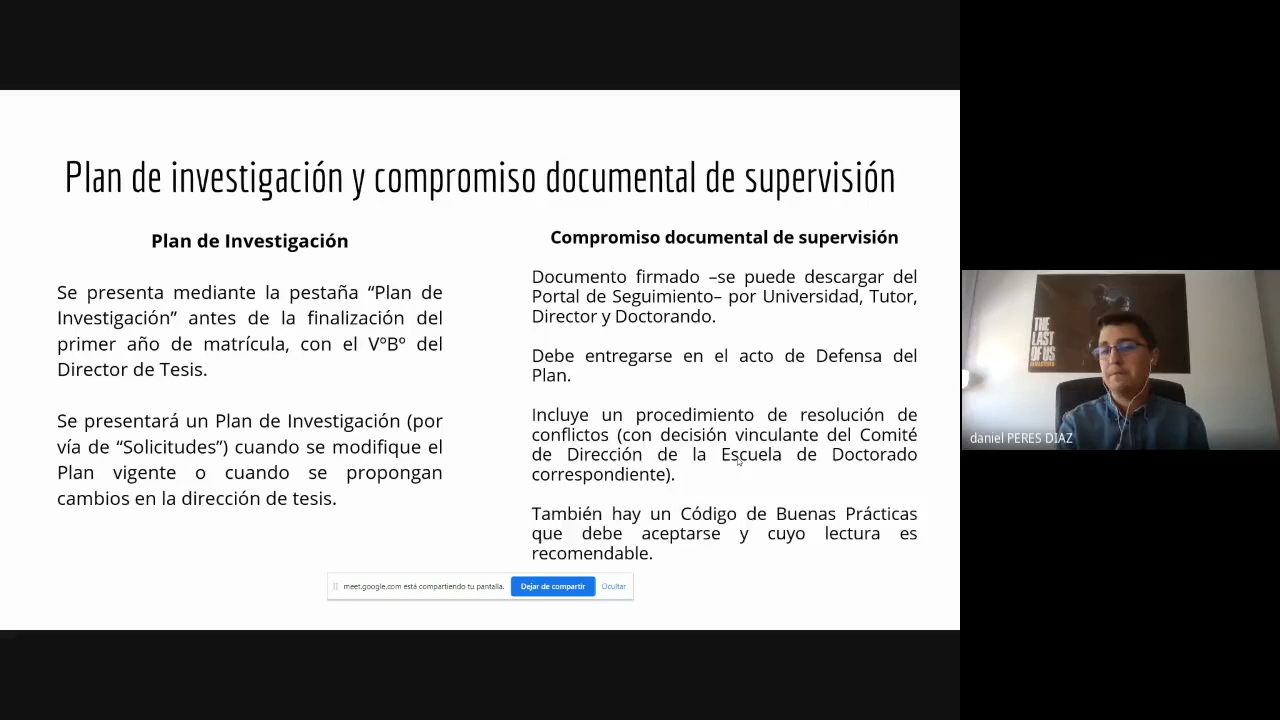 Plan de investigación y compromiso documental de supervisión
Plan de Investigación
Se presenta mediante la pestaña “Plan de
Investigación” antes de la finalización del
primer año de matrícula, con el VºBº del
Director de Tesis.
Se presentará un Plan de Investigación (por
vía de “Solicitudes”) cuando se modifique el
Plan vigente o cuando se propongan
cambios en la dirección de tesis.
Compromiso documental de supervisión
Documento firmado –se puede descargar del
Portal de Seguimiento– por Universidad, Tutor,
Director y Doctorando.
Debe entregarse en el acto de Defensa del
Plan.
Incluye un procedimiento de resolución de
conflictos (con decisión vinculante del Comité
de Dirección de la Escuela de Doctorado
correspondiente).
También hay un Código de Buenas Prácticas
que debe aceptarse y cuyo lectura es
recomendable.
meet.google.com está compartiendo tu pantalla.
Dejar de compartir
Ocultar
THE
LAST
OF US
REMASTERED
daniel PERES DIAZ